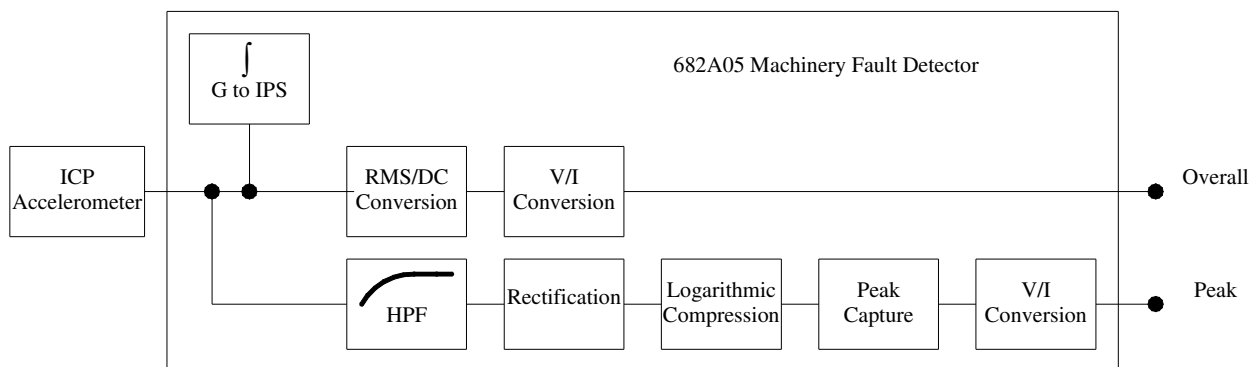 ∫
G to IPS
682A05 Machinery Fault Detector
ICP
Accelerometer
RMS/DC
Conversion
V/I
Conversion
Overall
HPF
Rectification
Logarithmic
Compression
Peak
Capture
V/I
Conversion
Peak